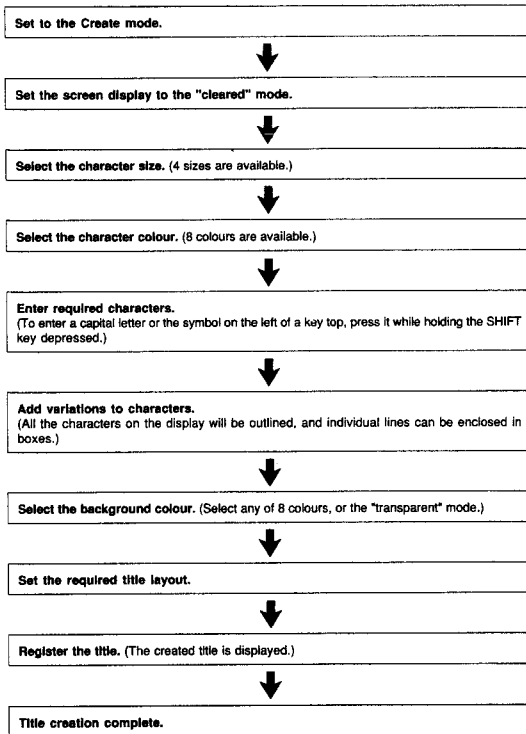 Set to the Create mode.
Set the screen display to the "cleared" mode.
Select the character size. (4 sizes are available.)
Select the character colour. (8 colours are available.)
Enter required characters.
(To enter a capital letter or the symbol on the left of a key top, press it while holding the SHIFT
key depressed.)
Add variations to characters.
(All the characters on the display will be outlined, and individual lines can be enclosed in
boxes.)
Select the background colour. (Select any of 8 colours, or the "transparent" mode.)
Set the required title layout.
Register the title. (The created title is displayed.)
Title creation complete.